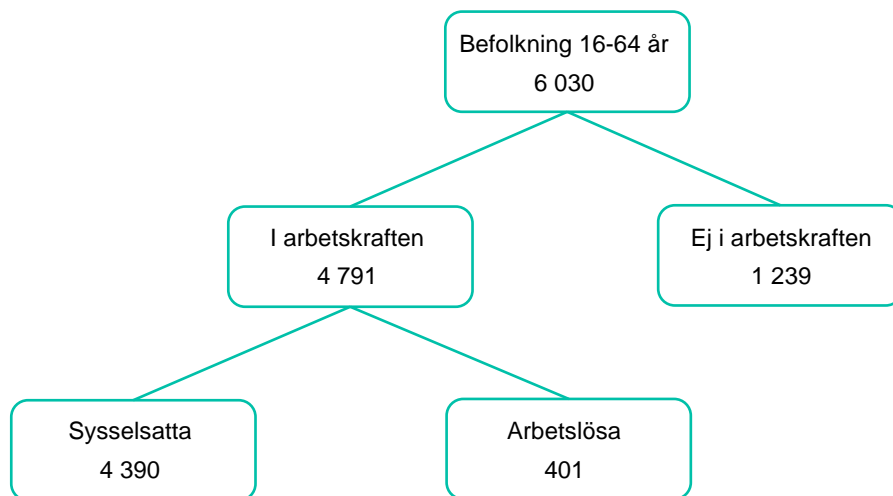 Befolkning 16-64 år
6 030
I arbetskraften
4 791
Ej i arbetskraften
1 239
Sysselsatta
4 390
Arbetslösa
401